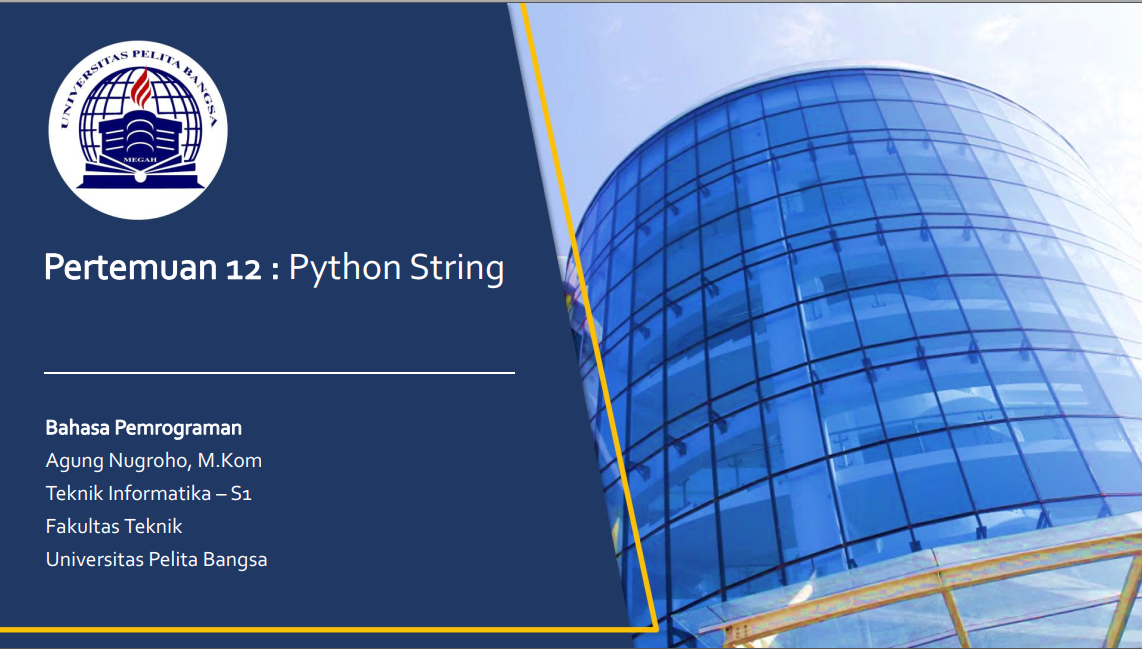 UNIVERSITAS PELITA BANGSA
MEGAH
Pertemuan 12 : Python String
Bahasa Pemrograman
Agung Nugroho, M.Kom
Teknik Informatika – S1
Fakultas Teknik
Universitas Pelita Bangsa